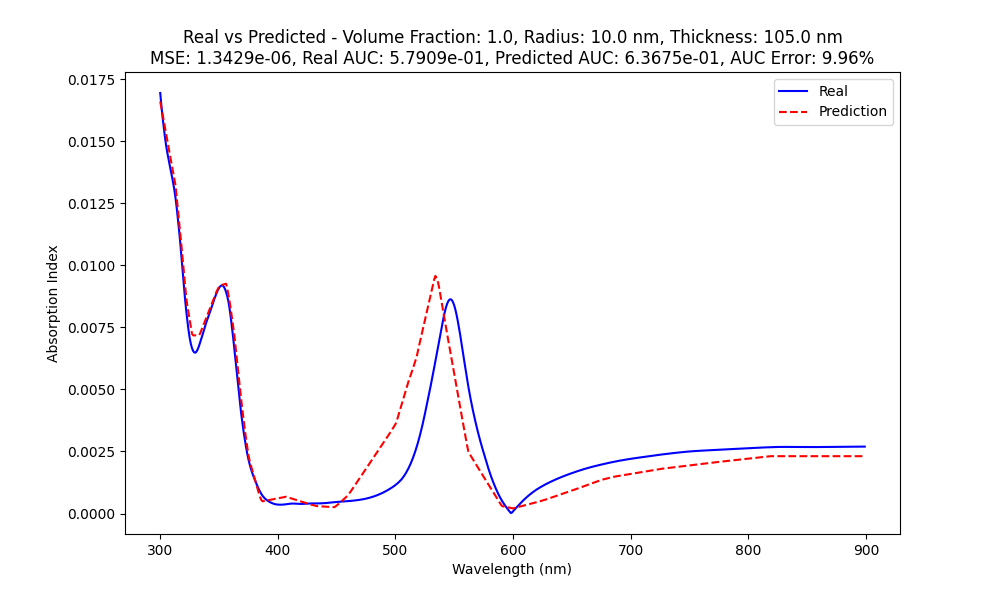 Real vs Predicted - Volume Fraction: 1.0, Radius: 10.0 nm, Thickness: 105.0 nm
MSE: 1.3429e-06, Real AUC: 5.7909e-01, Predicted AUC: 6.3675e-01, AUC Error: 9.96%
Real
Prediction
Absorption Index
0.0175
0.0150
0.0125
0.0100
0.0075
0.0050
0.0025
0.0000
300 400 500 600 700 800 900
Wavelength (nm)